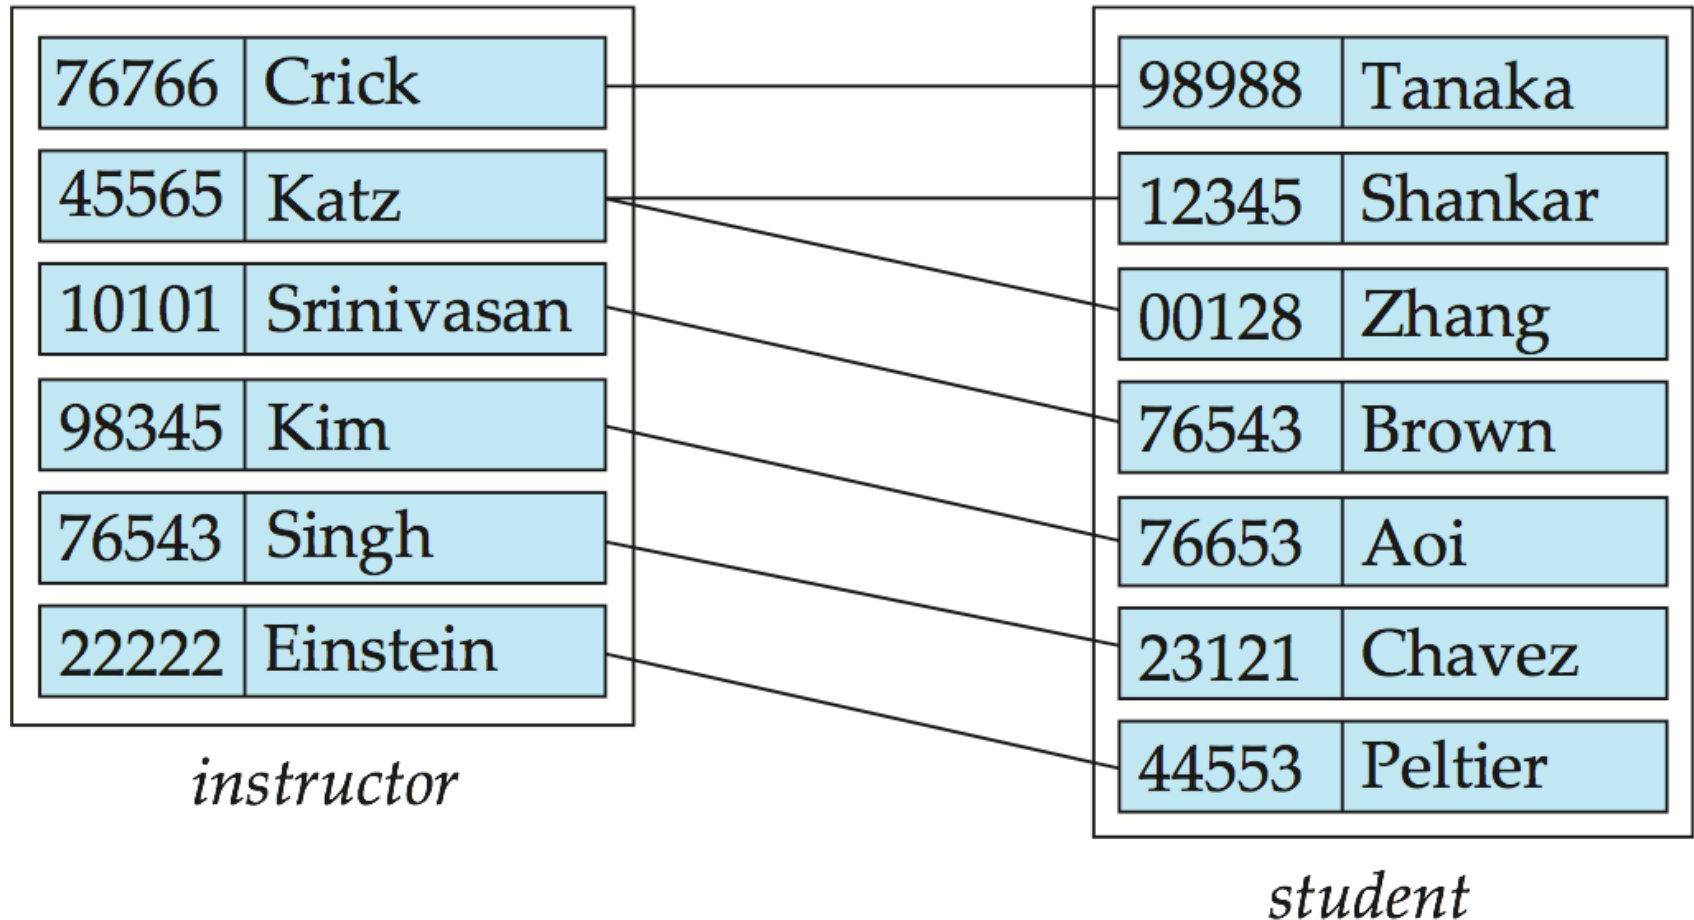 76766 Crick
45565 Katz
10101 Srinivasan
98345 Kim
76543 Singh
22222 Einstein
instructor
98988 Tanaka
12345 Shankar
00128 Zhang
76543 Brown
76653 Aoi
23121 Chavez
44553 Peltier
student